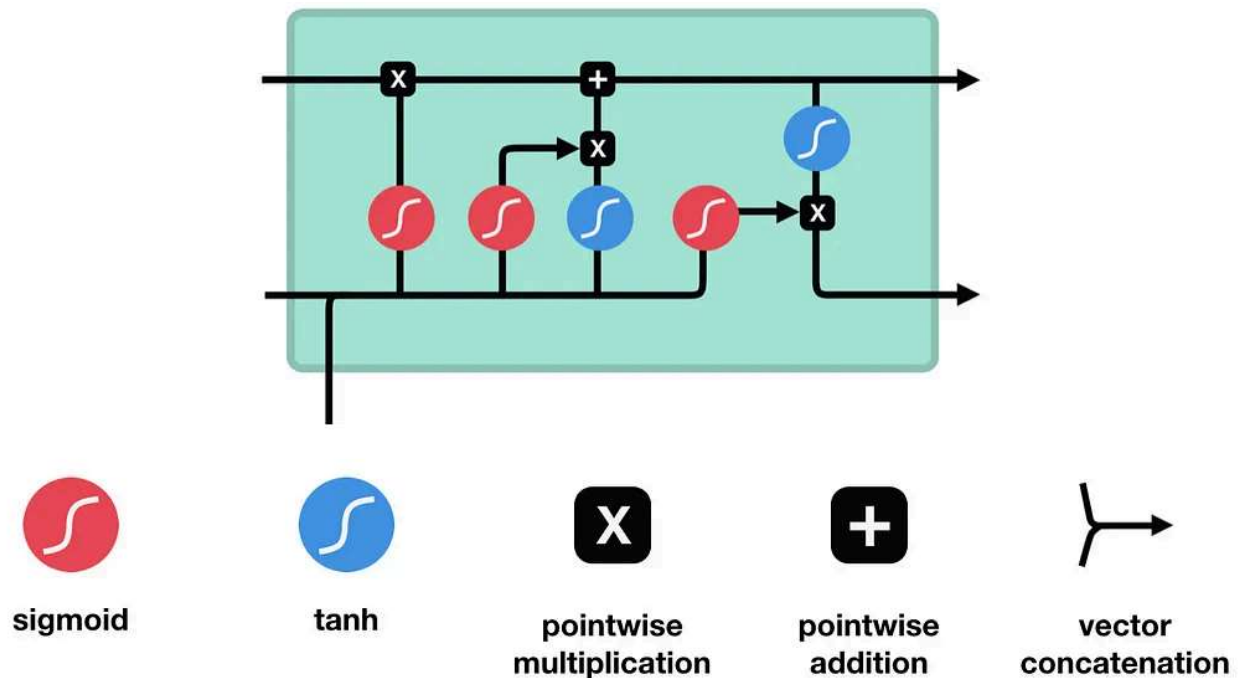 X
+
X
X
X
+
sigmoid
tanh
pointwise
multiplication
pointwise
addition
vector
concatenation